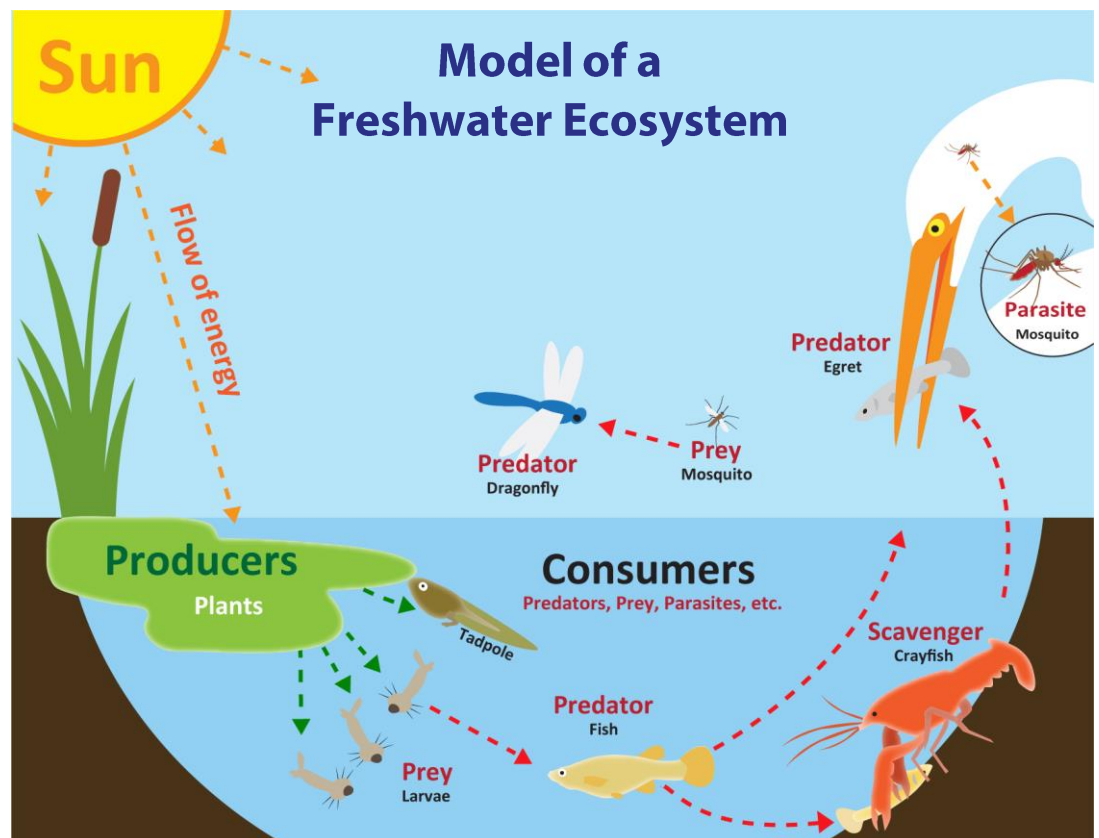 Sun
Model of a
Freshwater Ecosystem
Flow of energy
Parasite
Mosquito
Predator
Egret
Predator
Dragonfly
Prey
Mosquito
Producers
Plants
Tadpole
Consumers
Predators, Prey, Parasites, etc.
Scavenger
Crayfish
Predator
Fish
Prey
Larvae